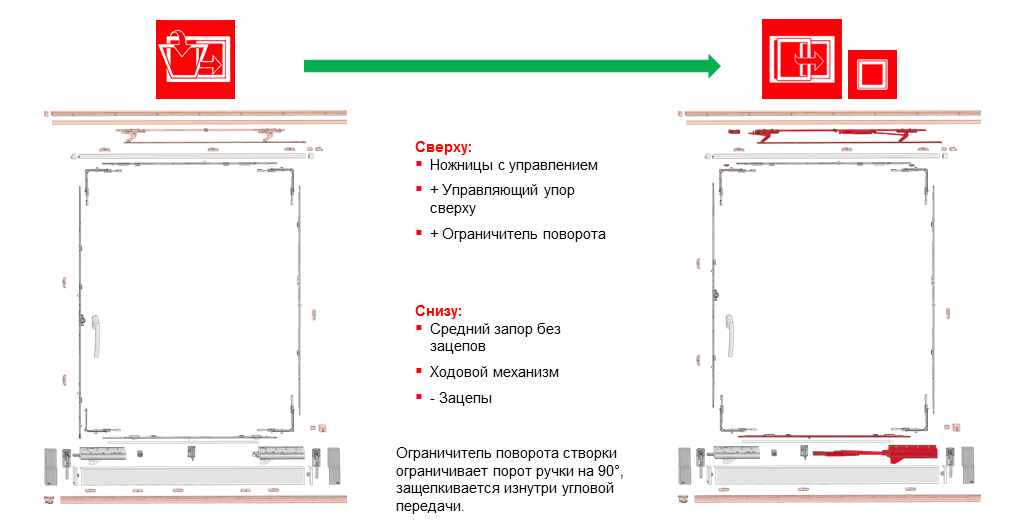 Сверху:
Ножницы с управлением
+ Управляющий упор
сверху
+ Ограничитель поворота
Снизу:
Средний запор без
зацепов
Ходовой механизм
- Зацепы
Ограничитель поворота створки
ограничивает порот ручки на 90°,
защелкивается изнутри угловой
передачи.